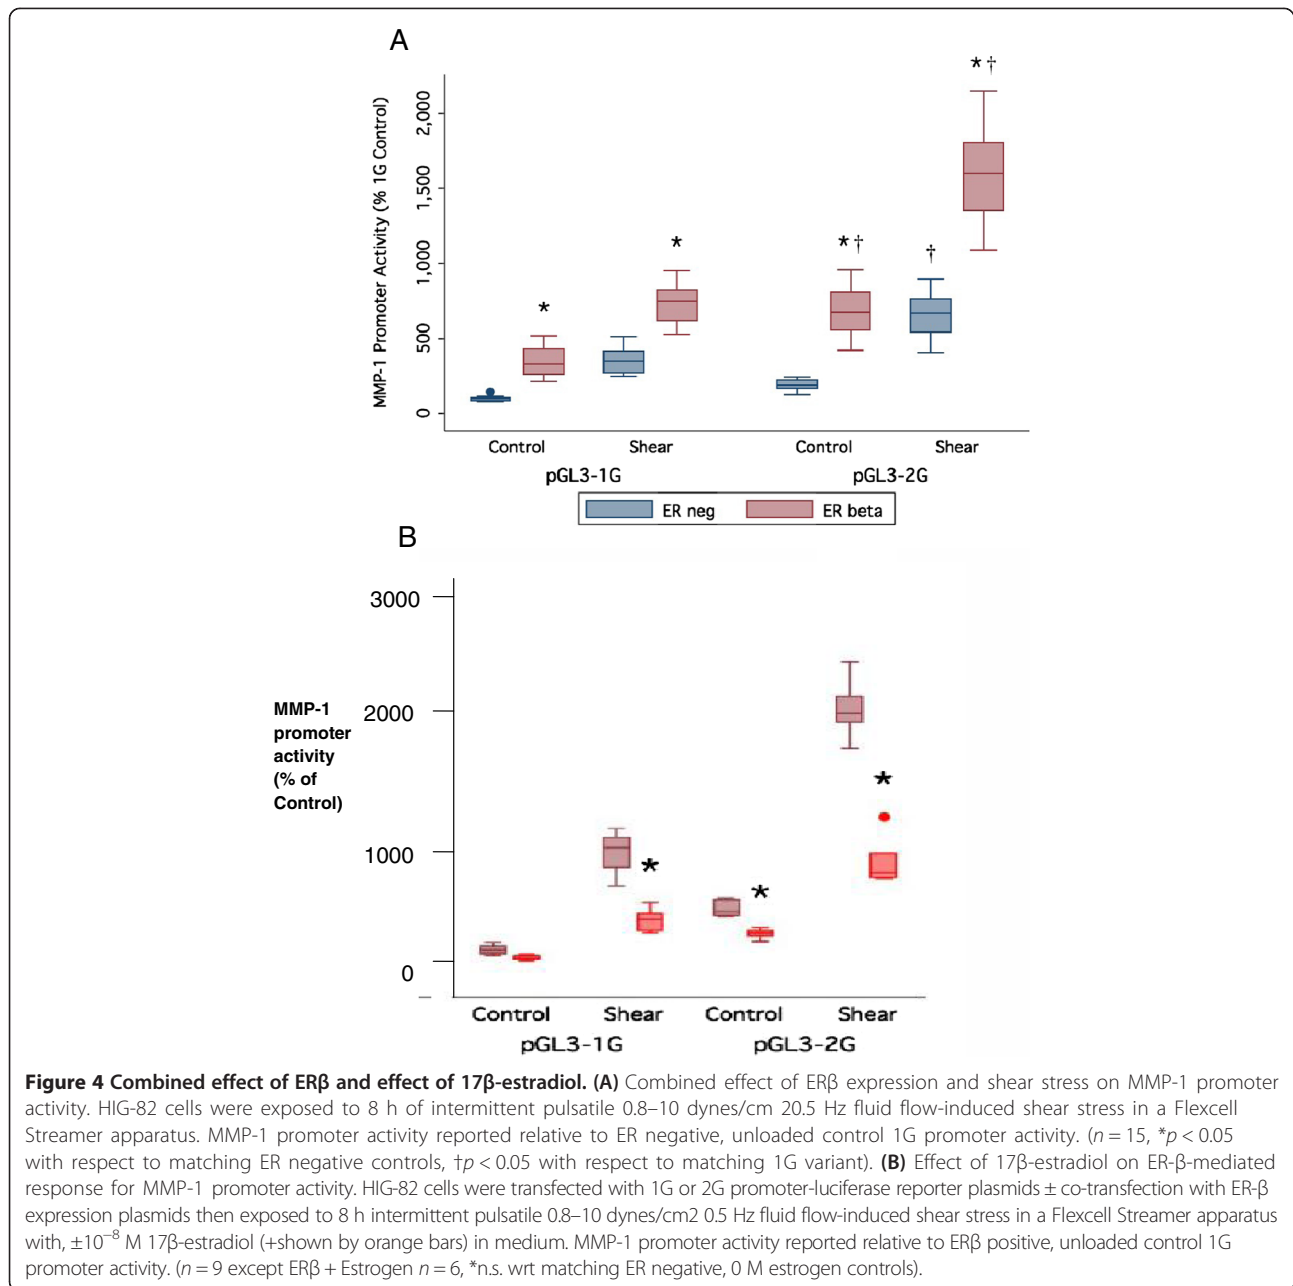 A
MMP-1 Promoter Activity (% 1G Control)
2,000
1,500
1,000
500
0
* †
* †
†
*
*
Control Shear Control Shear
pGL3-1G pGL3-2G
ER neg ER beta
B
3000
2000
1000
0
MMP-1
promoter
activity
(% of
Control)
*
*
*
Control Shear Control Shear
pGL3-1G pGL3-2G
Figure 4 Combined effect of ERβ and effect of 17β-estradiol. (A) Combined effect of ERβ expression and shear stress on MMP-1 promoter
activity. HIG-82 cells were exposed to 8 h of intermittent pulsatile 0.8–10 dynes/cm 20.5 Hz fluid flow-induced shear stress in a Flexcell
Streamer apparatus. MMP-1 promoter activity reported relative to ER negative, unloaded control 1G promoter activity. (n = 15, *p < 0.05
with respect to matching ER negative controls, †p < 0.05 with respect to matching 1G variant). (B) Effect of 17β-estradiol on ER-β-mediated
response for MMP-1 promoter activity. HIG-82 cells were transfected with 1G or 2G promoter-luciferase reporter plasmids ± co-transfection with ER-β
expression plasmids then exposed to 8 h intermittent pulsatile 0.8–10 dynes/cm2 0.5 Hz fluid flow-induced shear stress in a Flexcell Streamer apparatus
with, ±10⁻⁸ M 17β-estradiol (+shown by orange bars) in medium. MMP-1 promoter activity reported relative to ERβ positive, unloaded control 1G
promoter activity. (n = 9 except ERβ + Estrogen n = 6, *n.s. wrt matching ER negative, 0 M estrogen controls).